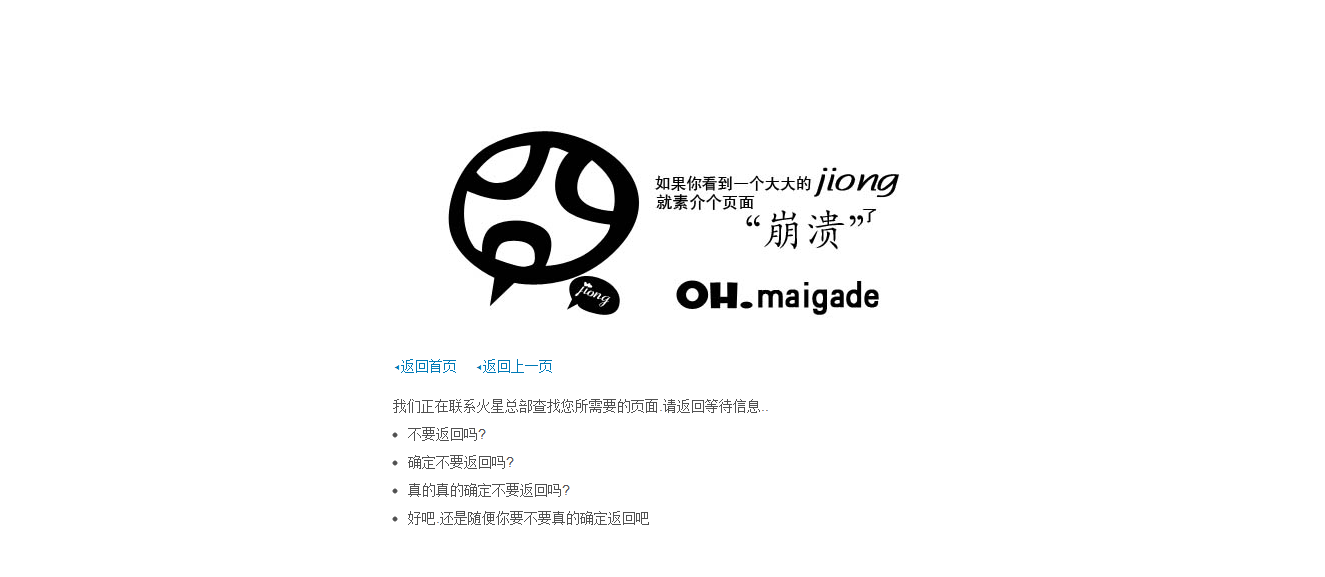 如果你看到一个大大的 jiong
就素介个页面
“崩溃”了
jiong
OH.maigade
返回首页 返回上一页
我们正在联系火星总部查找您所需要的页面.请返回等待信息..
不要返回吗?
确定不要返回吗?
真的真的确定不要返回吗?
好吧.还是随便你要不要真的确定返回吧